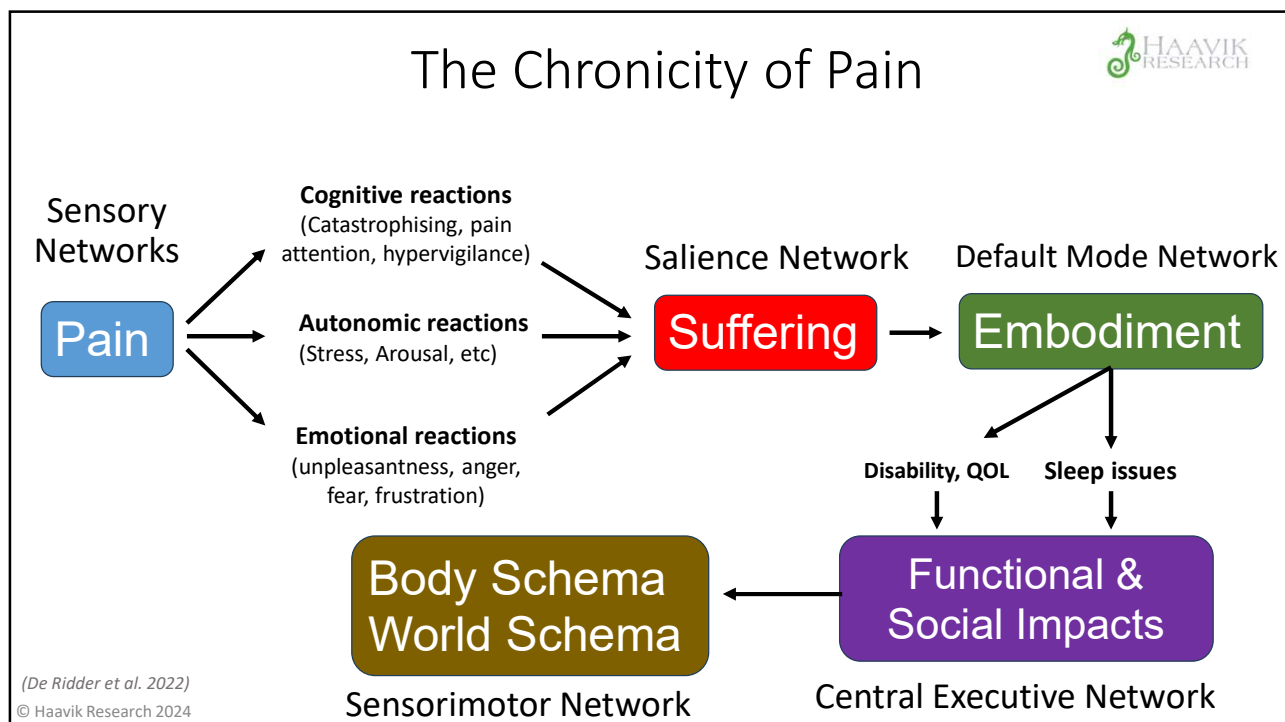 The Chronicity of Pain
HAAVIK
RESEARCH
Sensory
Networks
Pain
Cognitive reactions
(Catastrophising, pain
attention, hypervigilance)
Autonomic reactions
(Stress, Arousal, etc)
Emotional reactions
(unpleasantness, anger,
fear, frustration)
Salience Network
Suffering
Default Mode Network
Embodiment
Disability, QOL
Sleep issues
Functional &
Social Impacts
Central Executive Network
Body Schema
World Schema
Sensorimotor Network
(De Ridder et al. 2022)
© Haavik Research 2024